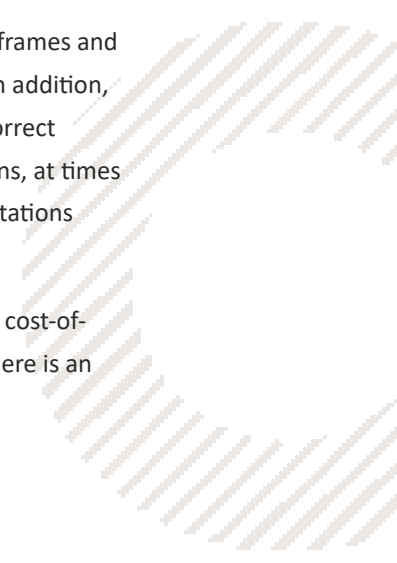 frames and
addition,
orrect
ns, at times
tations
cost-of-
ere is an